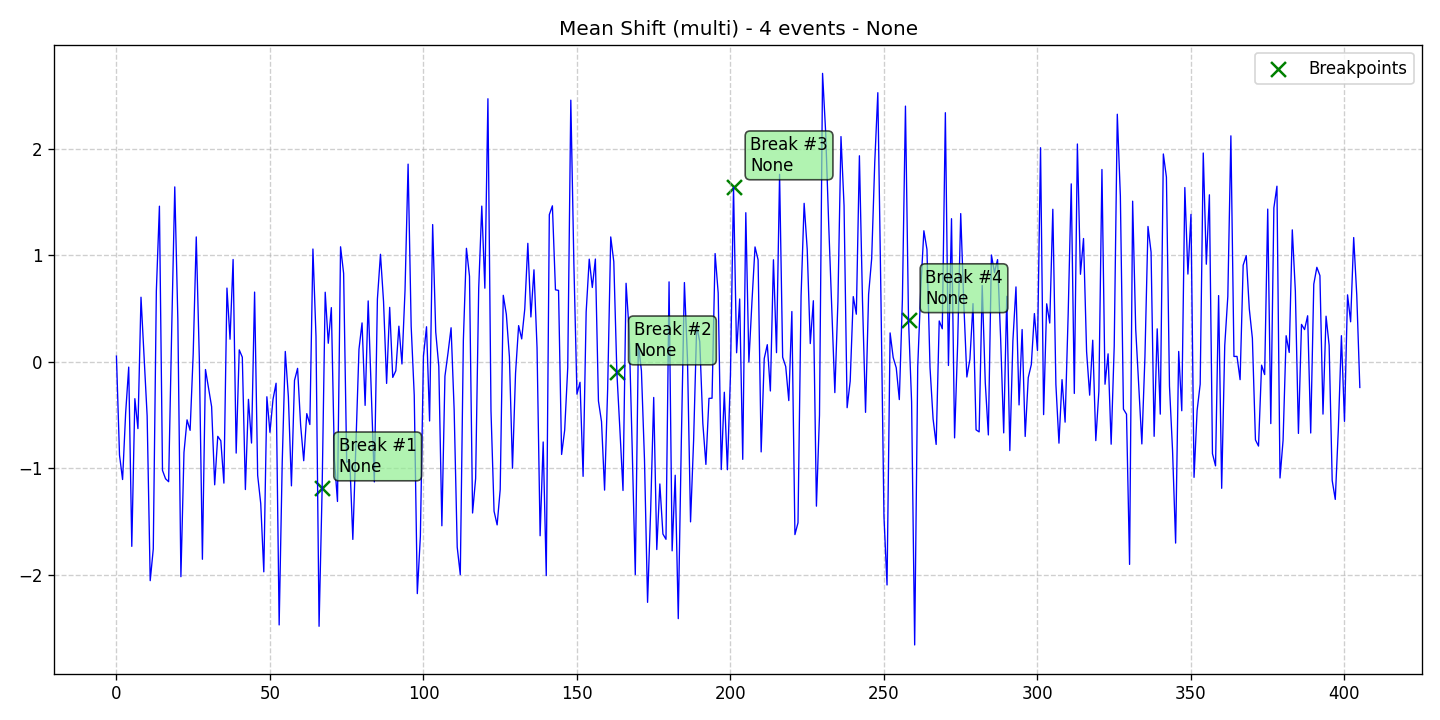 Mean Shift (multi) - 4 events - None
Breakpoints
Break #3
None
Break #4
None
Break #2
None
Break #1
None
2
1
0
−1
−2
0
50
100
150
200
250
300
350
400